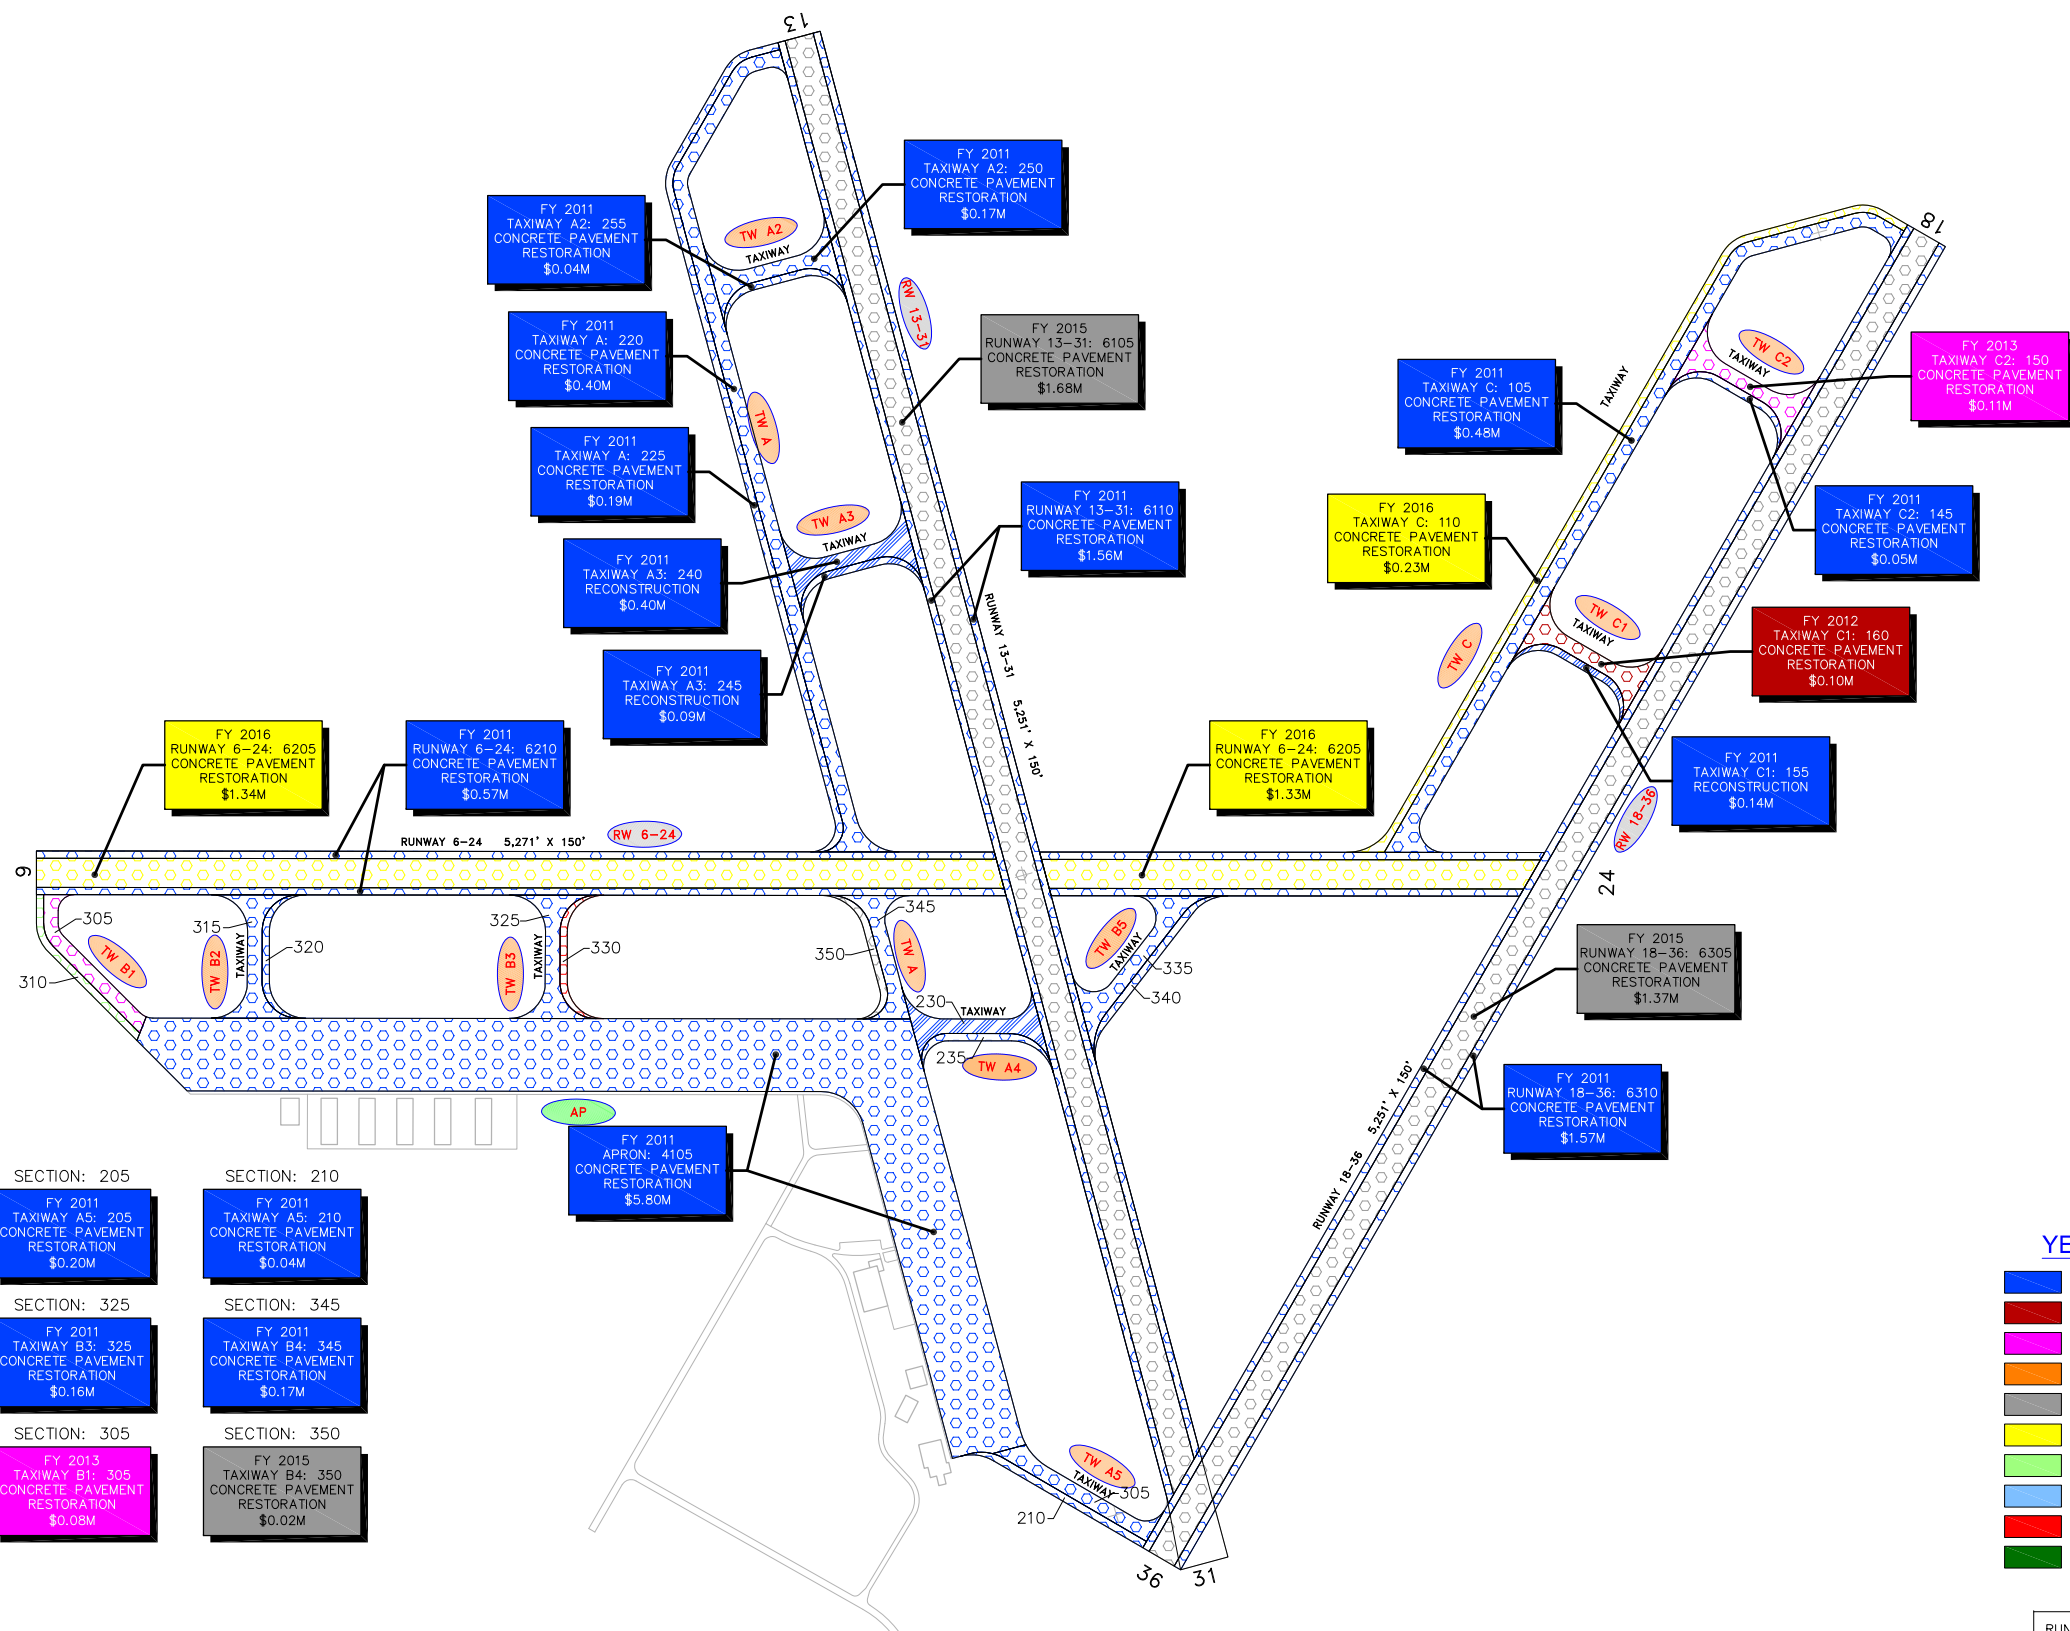 13
FY 2011
TAXIWAY A2: 250
CONCRETE PAVEMENT
RESTORATION
$0.17M
FY 2011
TAXIWAY A2: 255
CONCRETE PAVEMENT
RESTORATION
$0.04M
TW A2
TAXIWAY
18
RW 13-31
FY 2011
TAXIWAY A: 220
CONCRETE PAVEMENT
RESTORATION
$0.40M
FY 2015
RUNWAY 13-31: 6105
CONCRETE PAVEMENT
RESTORATION
$1.68M
TW C2
TAXIWAY
FY 2013
TAXIWAY C2: 150
CONCRETE PAVEMENT
RESTORATION
$0.11M
FY 2011
TAXIWAY C: 105
CONCRETE PAVEMENT
RESTORATION
$0.48M
TAXIWAY
TW A
FY 2011
TAXIWAY A: 225
CONCRETE PAVEMENT
RESTORATION
$0.19M
TW A3
TAXIWAY
FY 2011
RUNWAY 13-31: 6110
CONCRETE PAVEMENT
RESTORATION
$1.56M
FY 2016
TAXIWAY C: 110
CONCRETE PAVEMENT
RESTORATION
$0.23M
FY 2011
TAXIWAY C2: 145
CONCRETE PAVEMENT
RESTORATION
$0.05M
FY 2011
TAXIWAY A3: 240
RECONSTRUCTION
$0.40M
RUNWAY 13-31 5,251' X 150'
TW C1
TAXIWAY
TW C
FY 2012
TAXIWAY C1: 160
CONCRETE PAVEMENT
RESTORATION
$0.10M
FY 2011
TAXIWAY A3: 245
RECONSTRUCTION
$0.09M
FY 2016
RUNWAY 6-24: 6205
CONCRETE PAVEMENT
RESTORATION
$1.34M
FY 2011
RUNWAY 6-24: 6210
CONCRETE PAVEMENT
RESTORATION
$0.57M
FY 2016
RUNWAY 6-24: 6205
CONCRETE PAVEMENT
RESTORATION
$1.33M
FY 2011
TAXIWAY C1: 155
RECONSTRUCTION
$0.14M
RW 18-36
RUNWAY 6-24 5,271' X 150'
RW 6-24
6
24
305
315
320
325
330
345
350
TW B1
TW B2
TAXIWAY
TW B3
TAXIWAY
TW A
TW B5
TAXIWAY
335
340
310
230
TAXIWAY
235
TW A4
FY 2015
RUNWAY 18-36: 6305
CONCRETE PAVEMENT
RESTORATION
$1.37M
AP
FY 2011
APRON: 4105
CONCRETE PAVEMENT
RESTORATION
$5.80M
RUNWAY 18-36 5,251' X 150'
FY 2011
RUNWAY 18-36: 6310
CONCRETE PAVEMENT
RESTORATION
$1.57M
SECTION: 205
FY 2011
TAXIWAY A5: 205
CONCRETE PAVEMENT
RESTORATION
$0.20M
SECTION: 210
FY 2011
TAXIWAY A5: 210
CONCRETE PAVEMENT
RESTORATION
$0.04M
SECTION: 325
FY 2011
TAXIWAY B3: 325
CONCRETE PAVEMENT
RESTORATION
$0.16M
SECTION: 345
FY 2011
TAXIWAY B4: 345
CONCRETE PAVEMENT
RESTORATION
$0.17M
SECTION: 305
FY 2013
TAXIWAY B1: 305
CONCRETE PAVEMENT
RESTORATION
$0.08M
SECTION: 350
FY 2015
TAXIWAY B4: 350
CONCRETE PAVEMENT
RESTORATION
$0.02M
TW A5
TAXIWAY
305
210
36
31
YE
RUN